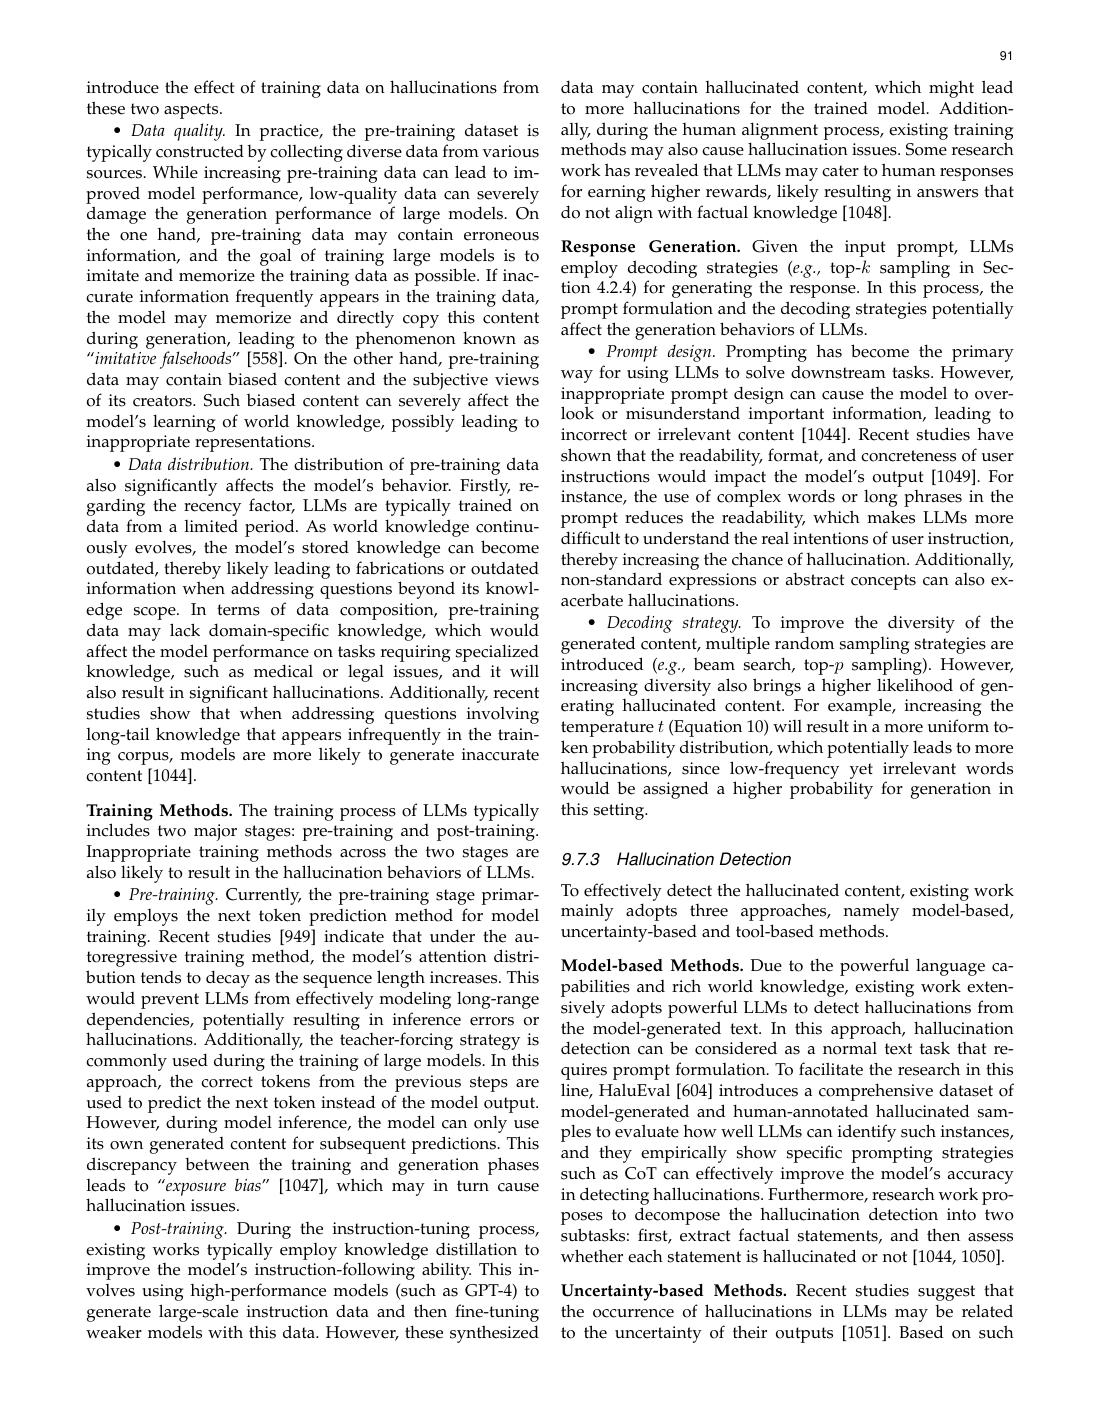 91
introduce the effect of training data on hallucinations from
these two aspects.
• Data quality. In practice, the pre-training dataset is
typically constructed by collecting diverse data from various
sources. While increasing pre-training data can lead to im-
proved model performance, low-quality data can severely
damage the generation performance of large models. On
the one hand, pre-training data may contain erroneous
information, and the goal of training large models is to
imitate and memorize the training data as possible. If inac-
curate information frequently appears in the training data,
the model may memorize and directly copy this content
during generation, leading to the phenomenon known as
“imitative falsehoods” [558]. On the other hand, pre-training
data may contain biased content and the subjective views
of its creators. Such biased content can severely affect the
model’s learning of world knowledge, possibly leading to
inappropriate representations.
• Data distribution. The distribution of pre-training data
also significantly affects the model’s behavior. Firstly, re-
garding the recency factor, LLMs are typically trained on
data from a limited period. As world knowledge continu-
ously evolves, the model’s stored knowledge can become
outdated, thereby likely leading to fabrications or outdated
information when addressing questions beyond its knowl-
edge scope. In terms of data composition, pre-training
data may lack domain-specific knowledge, which would
affect the model performance on tasks requiring specialized
knowledge, such as medical or legal issues, and it will
also result in significant hallucinations. Additionally, recent
studies show that when addressing questions involving
long-tail knowledge that appears infrequently in the train-
ing corpus, models are more likely to generate inaccurate
content [1044].
Training Methods. The training process of LLMs typically
includes two major stages: pre-training and post-training.
Inappropriate training methods across the two stages are
also likely to result in the hallucination behaviors of LLMs.
• Pre-training. Currently, the pre-training stage primar-
ily employs the next token prediction method for model
training. Recent studies [949] indicate that under the au-
toregressive training method, the model’s attention distri-
bution tends to decay as the sequence length increases. This
would prevent LLMs from effectively modeling long-range
dependencies, potentially resulting in inference errors or
hallucinations. Additionally, the teacher-forcing strategy is
commonly used during the training of large models. In this
approach, the correct tokens from the previous steps are
used to predict the next token instead of the model output.
However, during model inference, the model can only use
its own generated content for subsequent predictions. This
discrepancy between the training and generation phases
leads to “exposure bias” [1047], which may in turn cause
hallucination issues.
• Post-training. During the instruction-tuning process,
existing works typically employ knowledge distillation to
improve the model’s instruction-following ability. This in-
volves using high-performance models (such as GPT-4) to
generate large-scale instruction data and then fine-tuning
weaker models with this data. However, these synthesized
data may contain hallucinated content, which might lead
to more hallucinations for the trained model. Addition-
ally, during the human alignment process, existing training
methods may also cause hallucination issues. Some research
work has revealed that LLMs may cater to human responses
for earning higher rewards, likely resulting in answers that
do not align with factual knowledge [1048].
Response Generation. Given the input prompt, LLMs
employ decoding strategies (e.g., top-k sampling in Sec-
tion 4.2.4) for generating the response. In this process, the
prompt formulation and the decoding strategies potentially
affect the generation behaviors of LLMs.
• Prompt design. Prompting has become the primary
way for using LLMs to solve downstream tasks. However,
inappropriate prompt design can cause the model to over-
look or misunderstand important information, leading to
incorrect or irrelevant content [1044]. Recent studies have
shown that the readability, format, and concreteness of user
instructions would impact the model’s output [1049]. For
instance, the use of complex words or long phrases in the
prompt reduces the readability, which makes LLMs more
difficult to understand the real intentions of user instruction,
thereby increasing the chance of hallucination. Additionally,
non-standard expressions or abstract concepts can also ex-
acerbate hallucinations.
• Decoding strategy. To improve the diversity of the
generated content, multiple random sampling strategies are
introduced (e.g., beam search, top-p sampling). However,
increasing diversity also brings a higher likelihood of gen-
erating hallucinated content. For example, increasing the
temperature t (Equation 10) will result in a more uniform to-
ken probability distribution, which potentially leads to more
hallucinations, since low-frequency yet irrelevant words
would be assigned a higher probability for generation in
this setting.
9.7.3 Hallucination Detection
To effectively detect the hallucinated content, existing work
mainly adopts three approaches, namely model-based,
uncertainty-based and tool-based methods.
Model-based Methods. Due to the powerful language ca-
pabilities and rich world knowledge, existing work exten-
sively adopts powerful LLMs to detect hallucinations from
the model-generated text. In this approach, hallucination
detection can be considered as a normal text task that re-
quires prompt formulation. To facilitate the research in this
line, HaluEval [604] introduces a comprehensive dataset of
model-generated and human-annotated hallucinated sam-
ples to evaluate how well LLMs can identify such instances,
and they empirically show specific prompting strategies
such as CoT can effectively improve the model’s accuracy
in detecting hallucinations. Furthermore, research work pro-
poses to decompose the hallucination detection into two
subtasks: first, extract factual statements, and then assess
whether each statement is hallucinated or not [1044, 1050].
Uncertainty-based Methods. Recent studies suggest that
the occurrence of hallucinations in LLMs may be related
to the uncertainty of their outputs [1051]. Based on such